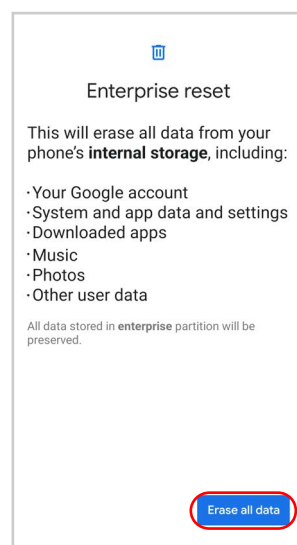 Enterprise reset
This will erase all data from your
phone's internal storage, including:
·Your Google account
·System and app data and settings
·Downloaded apps
·Music
·Photos
·Other user data
All data stored in enterprise partition will be
preserved.
Erase all data